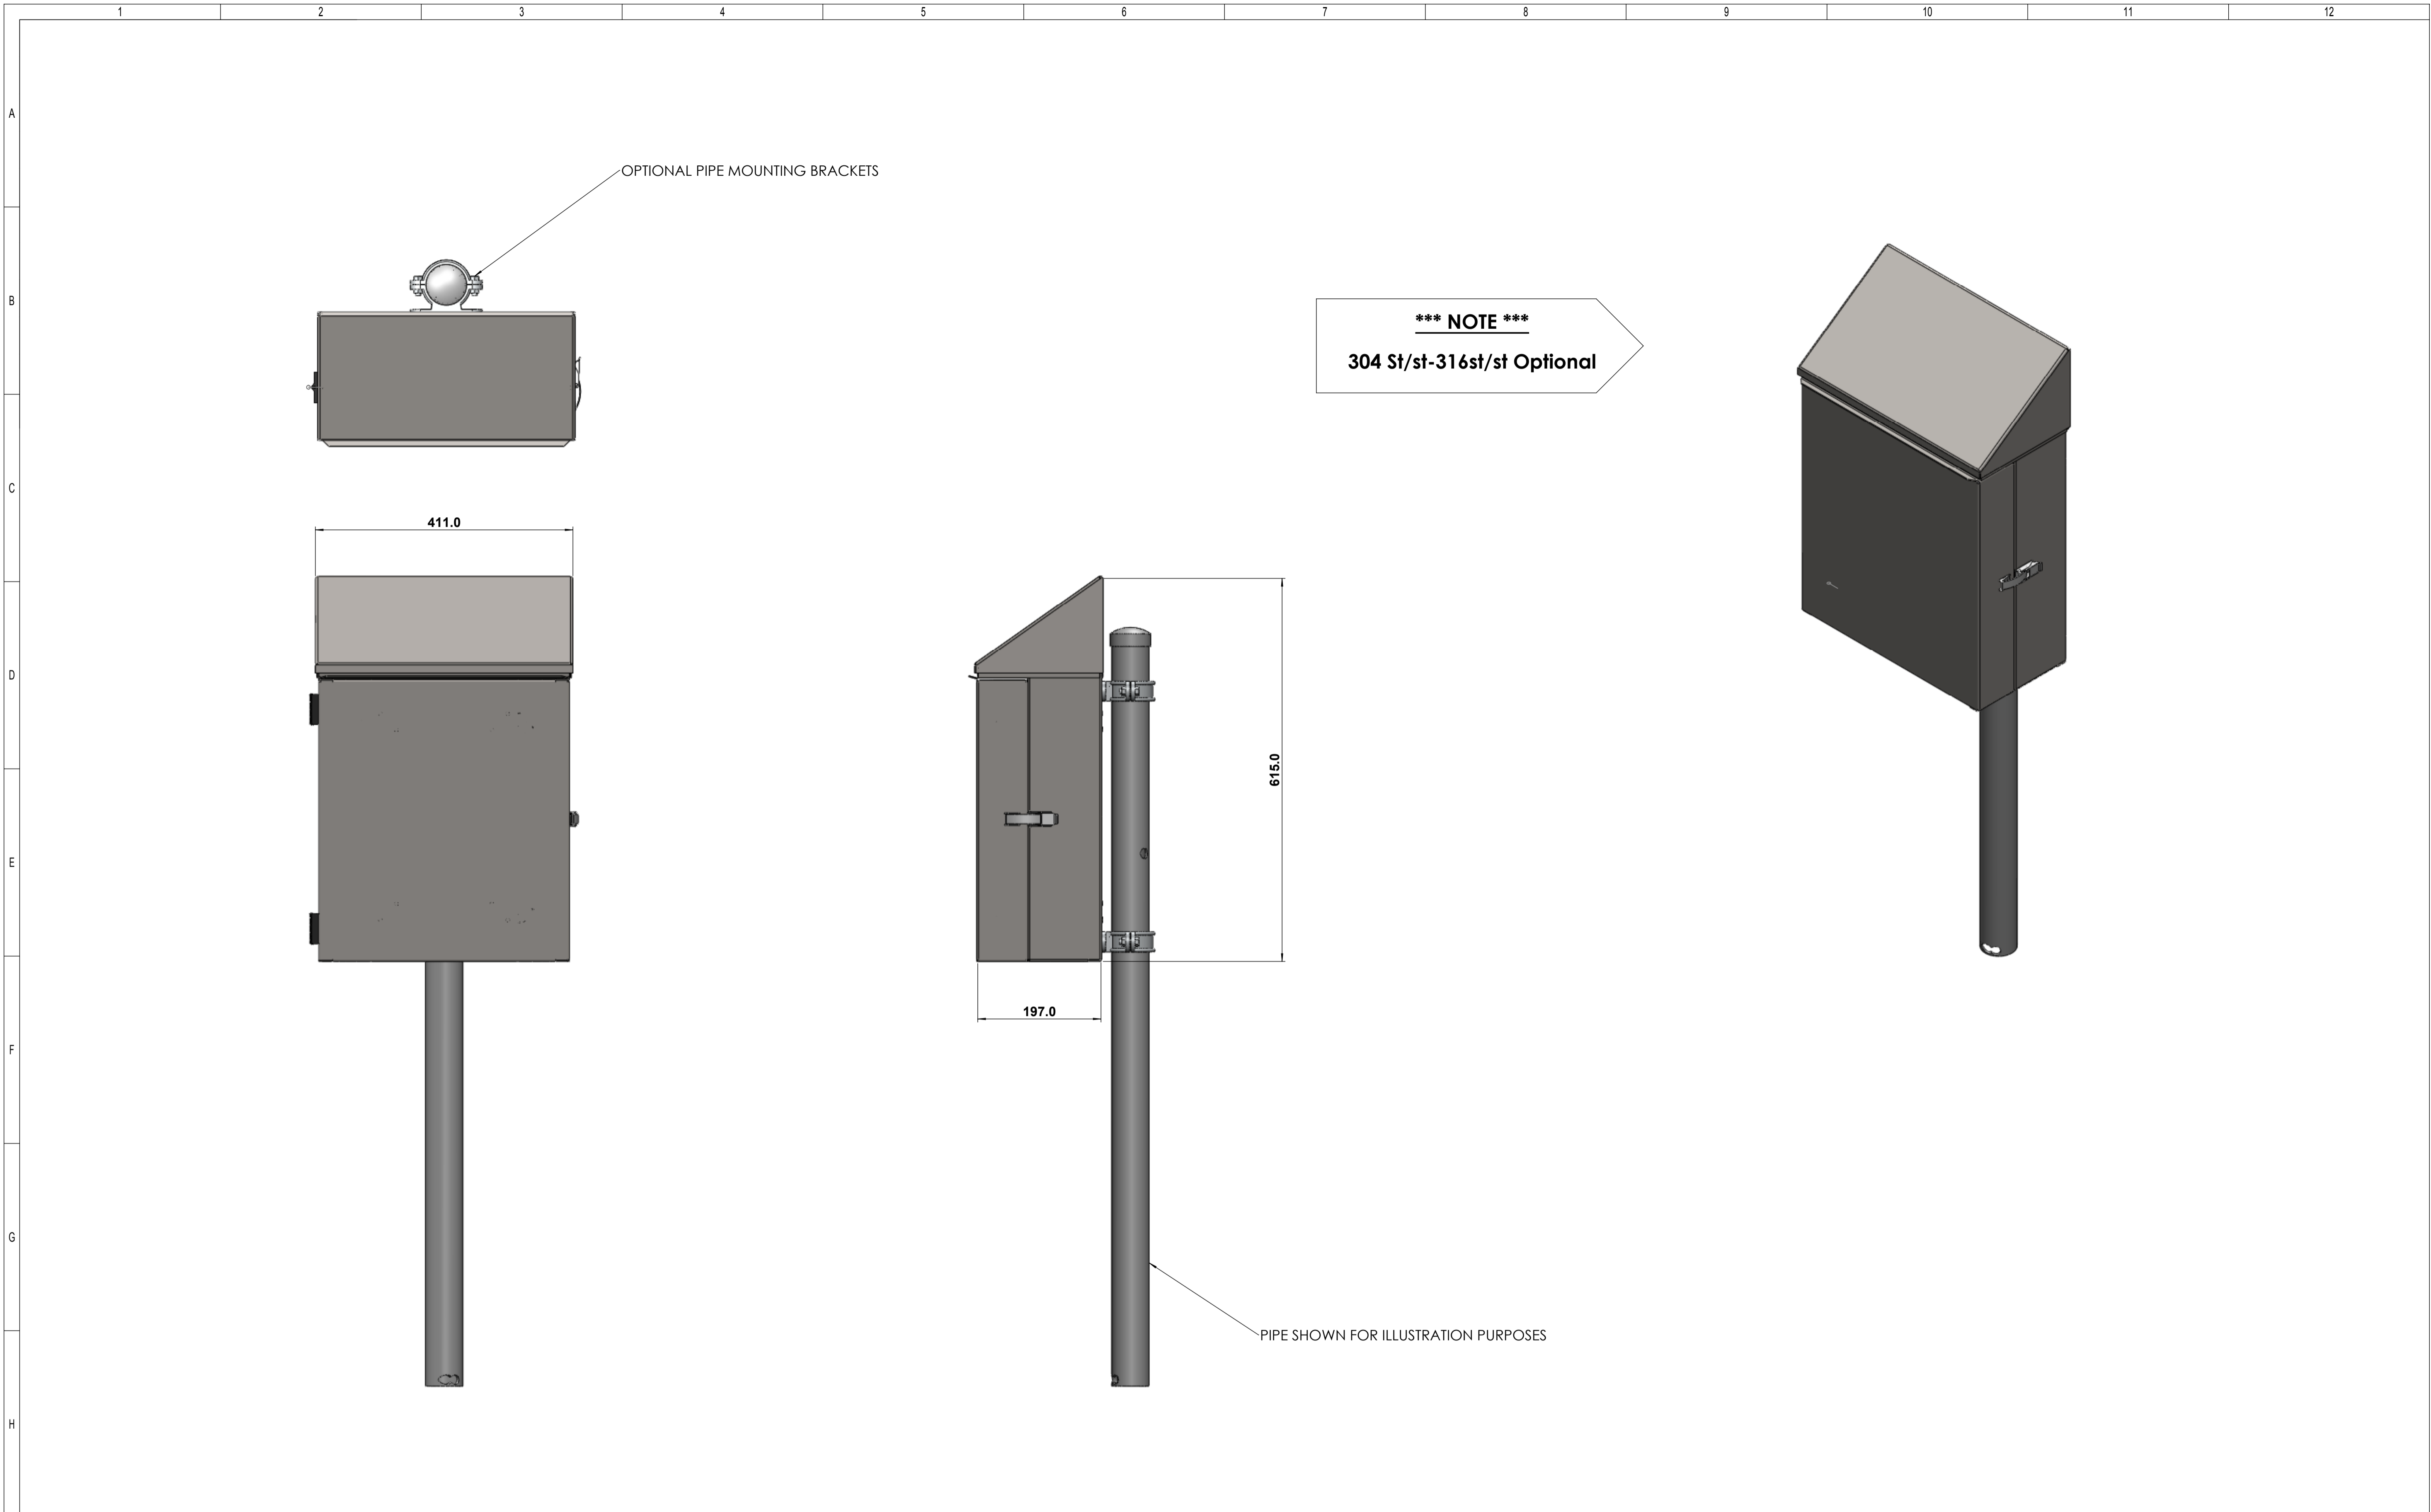 1 2 3 4 5 6 7 8 9 10 11 12
A
OPTIONAL PIPE MOUNTING BRACKETS
B
*** NOTE ***
304 St/st-316st/st Optional
C
411.0
D
615.0
E
197.0
F
G
PIPE SHOWN FOR ILLUSTRATION PURPOSES
H